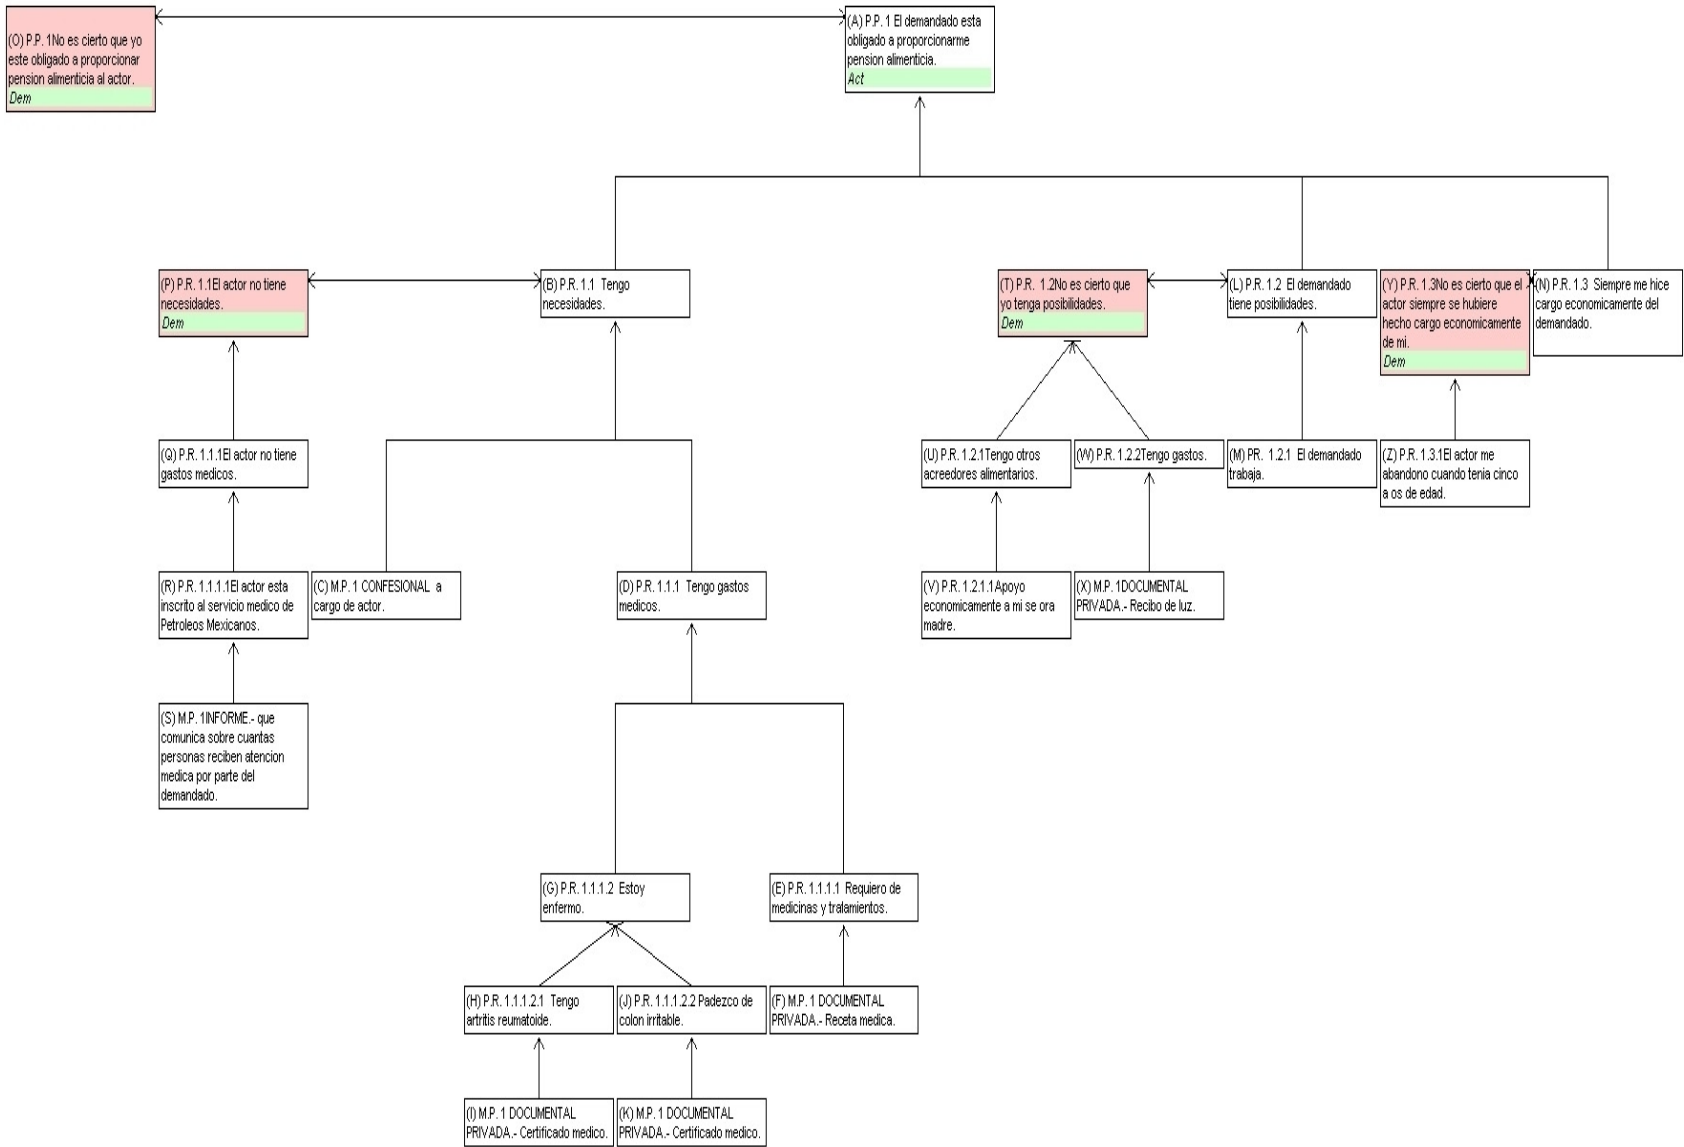 (O) P.P. 1No es cierto que yo
este obligado a proporcionar
pension alimenticia al actor.
Dem
(A) P.P. 1 El demandado esta
obligado a proporcionarme
pension alimenticia.
Act
(P) P.R. 1.1El actor no tiene
necesidades.
Dem
(B) P.R. 1.1 Tengo
necesidades.
(T) P.R. 1.2No es cierto que
yo tenga posibilidades.
Dem
(L) P.R. 1.2 El demandado
tiene posibilidades.
(Y) P.R. 1.3No es cierto que el
actor siempre se hubiere
hecho cargo economicamente
de mi.
Dem
(N) P.R. 1.3 Siempre me hice
cargo economicamente del
demandado.
(Q) P.R. 1.1.1El actor no tiene
gastos medicos.
(U) P.R. 1.2.1Tengo otros
acreedores alimentarios.
(W) P.R. 1.2.2Tengo gastos.
(M) PR. 1.2.1 El demandado
trabaja.
(Z) P.R. 1.3.1El actor me
abandono cuando tenia cinco
a os de edad.
(R) P.R. 1.1.1.1El actor esta
inscrito al servicio medico de
Petroleos Mexicanos.
(C) M.P. 1 CONFESIONAL a
cargo de actor.
(D) P.R. 1.1.1 Tengo gastos
medicos.
(V) P.R. 1.2.1.1Apoyo
economicamente a mi se ora
madre.
(X) M.P. 1DOCUMENTAL
PRIVADA.- Recibo de luz.
(S) M.P. 1INFORME.- que
comunica sobre cuantas
personas reciben atencion
medica por parte del
demandado.
(G) P.R. 1.1.1.2 Estoy
enfermo.
(E) P.R. 1.1.1.1 Requiero de
medicinas y tratamientos.
(H) P.R. 1.1.1.2.1 Tengo
artritis reumatoide.
(J) P.R. 1.1.1.2.2 Padezco de
colon irritable.
(F) M.P. 1 DOCUMENTAL
PRIVADA.- Receta medica.
(I) M.P. 1 DOCUMENTAL
PRIVADA.- Certificado medico.
(K) M.P. 1 DOCUMENTAL
PRIVADA.- Certificado medico.